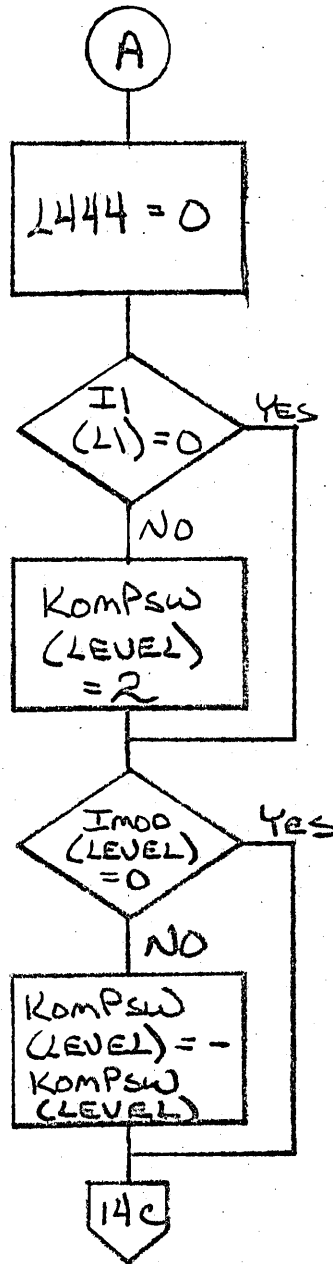 A
L444 = 0
I1
(L1) = 0
YES
NO
KOMPSW
(LEVEL)
= 2
IMOD
(LEVEL)
= 0
YES
NO
KOMPSW
(LEVEL) = -
KOMPSW
(LEVEL)
14c